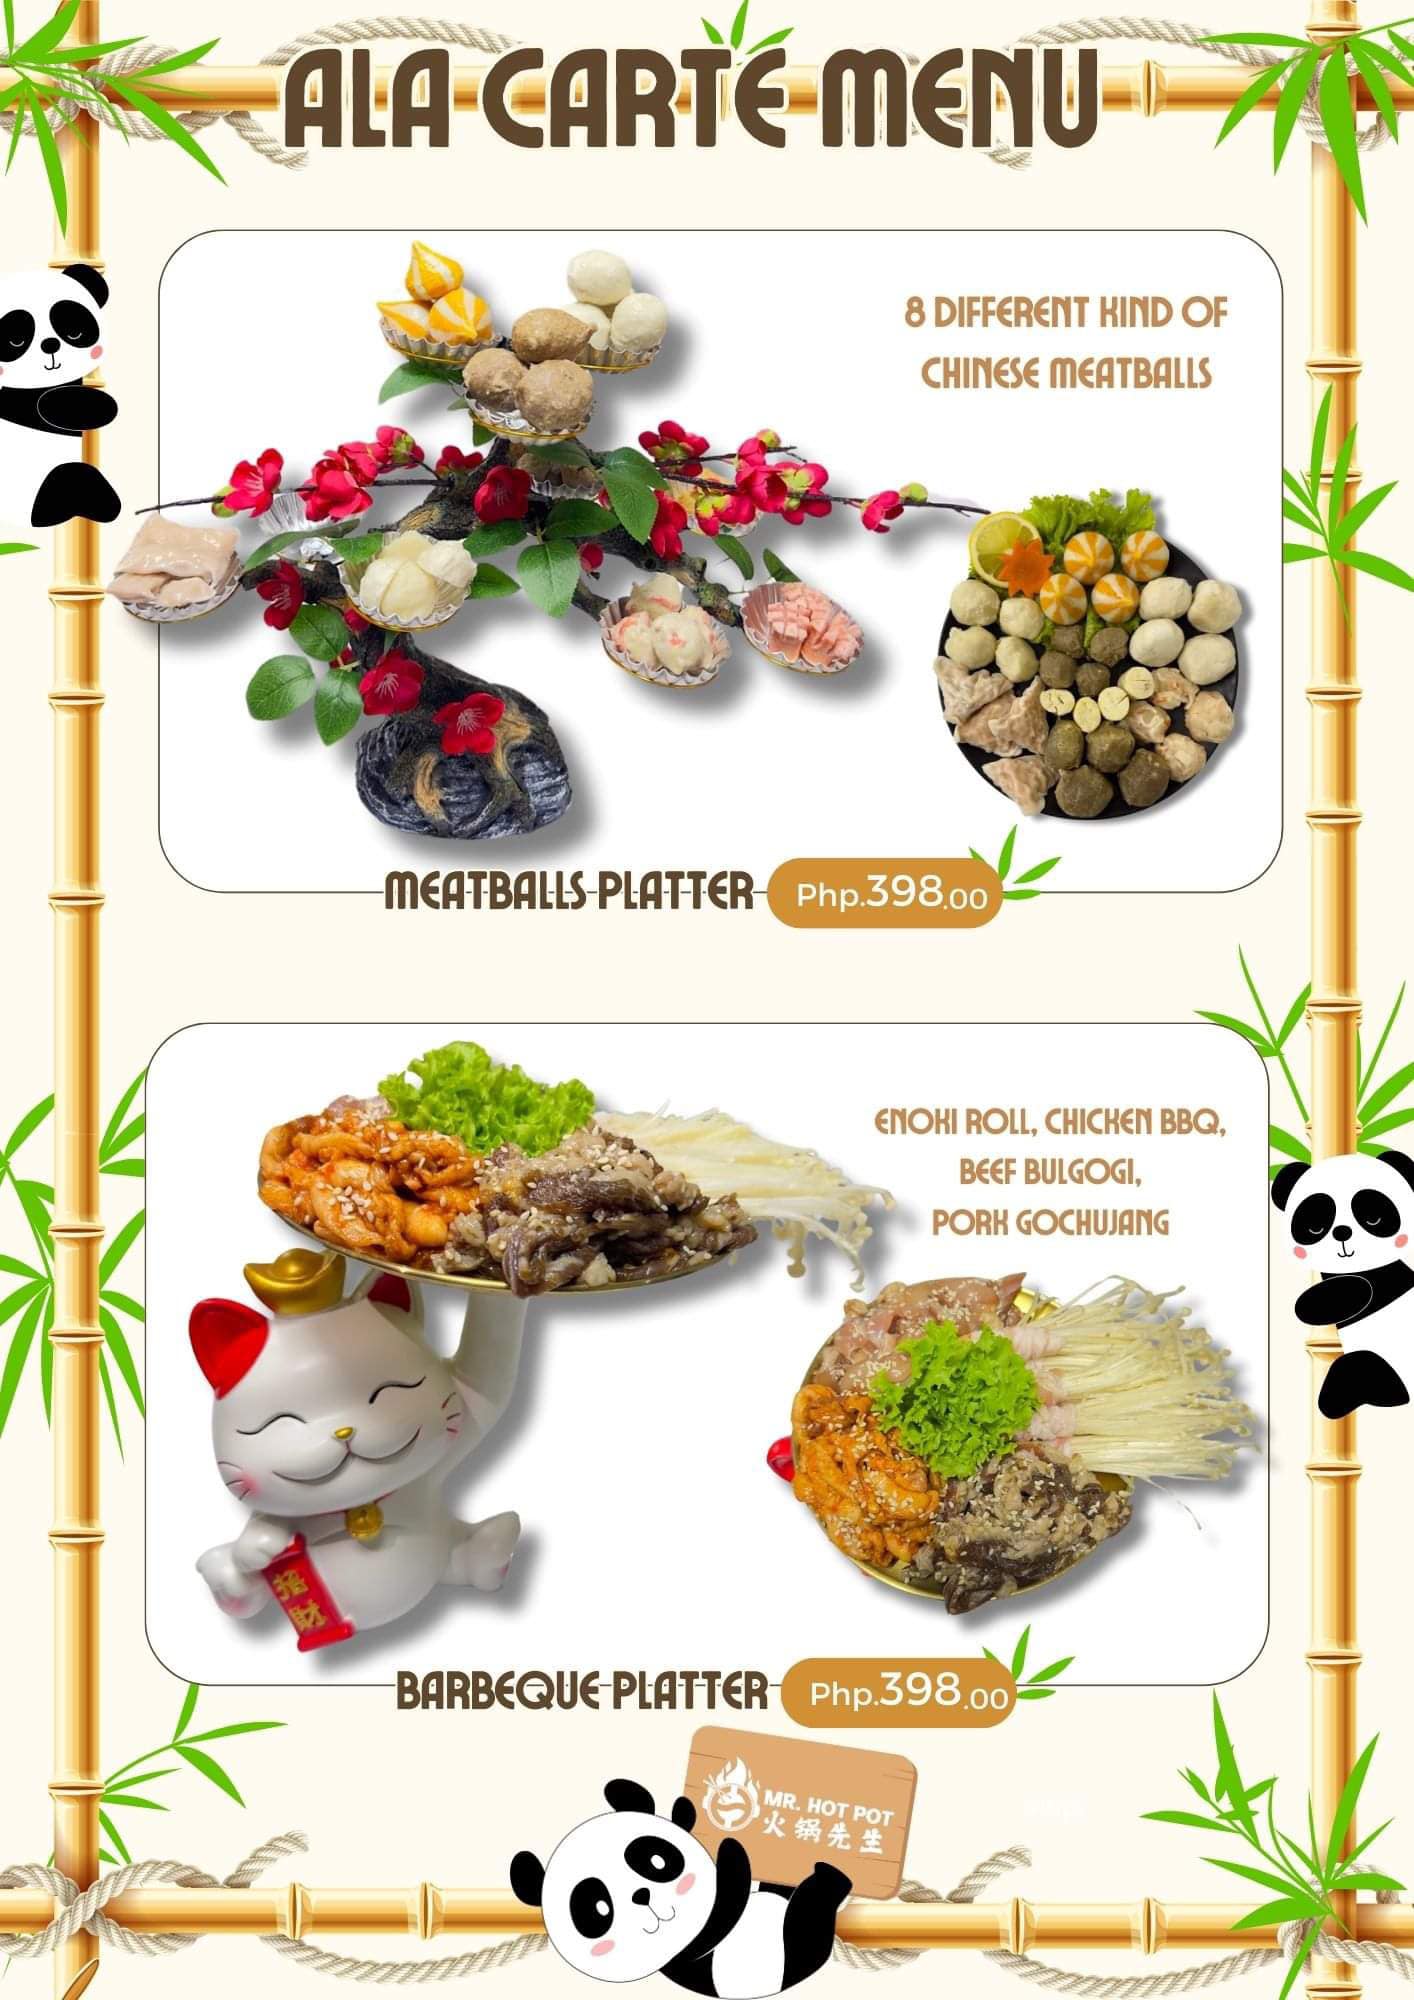 ALA CARTE MENU
8 DIFFERENT KIND OF
CHINESE MEATBALLS
MEATBALLS PLATTER Php.398.00
ENOKI ROLL, CHICKEN BBQ,
BEEF BULGOGI,
PORK GOCHUJANG
招
財
BARBEQUE PLATTER Php.398.00
MR. HOT POT
火锅先生